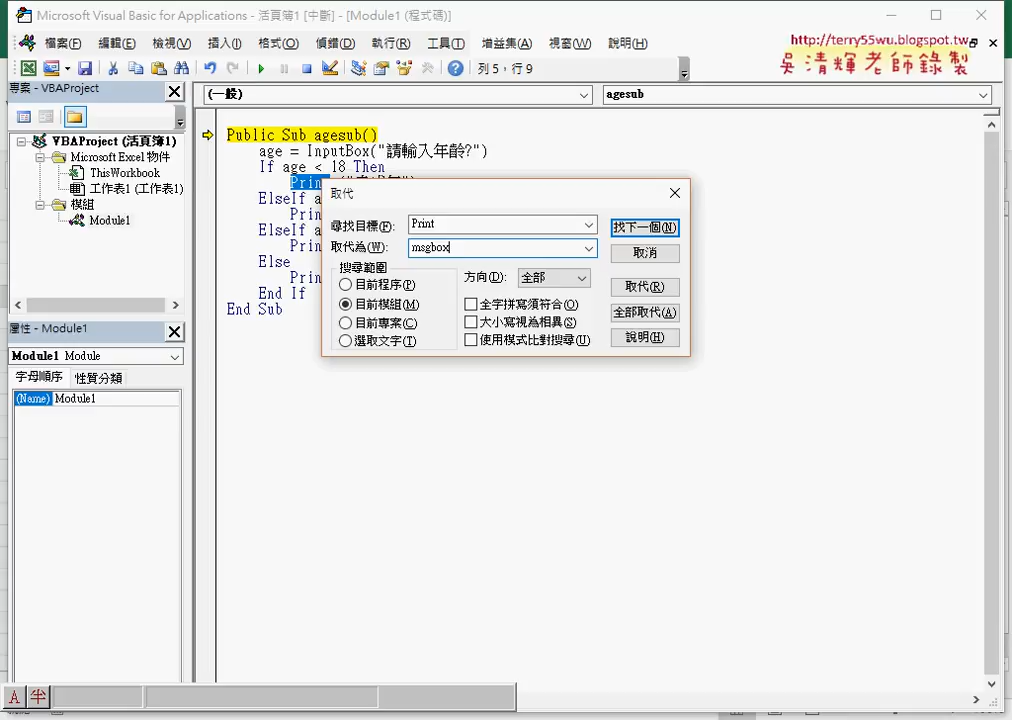 Microsoft Visual Basic for Applications - 活頁簿1 [中斷] - [Module1 (程式碼)]
檔案(F) 編輯(E) 檢視(V) 插入(I) 格式(O) 偵錯(D) 執行(R) 工具(T) 增益集(A) 視窗(W) 說明(H)
http://terry55wu.blogspot.tw
吳清輝老師錄製
列 5，行 9
專案 - VBAProject
(一般)
agesub
VBAProject (活頁簿1)
Microsoft Excel 物件
ThisWorkbook
工作表1 (工作表1)
模組
Module1
Public Sub agesub()
age = InputBox("請輸入年齡?")
If age < 18 Then
Prin
ElseIf a
Prin
ElseIf a
Prin
Else
Prin
End If
End Sub
取代
尋找目標(F): Print
找下一個(N)
取代為(W): msgbox
取消
搜尋範圍
目前程序(P)
目前模組(M)
目前專案(C)
選取文字(T)
方向(D): 全部
全字拼寫須符合(O)
大小寫視為相異(S)
使用模式比對搜尋(U)
取代(R)
全部取代(A)
說明(H)
屬性 - Module1
Module1 Module
字母順序 性質分類
(Name) Module1
A 半